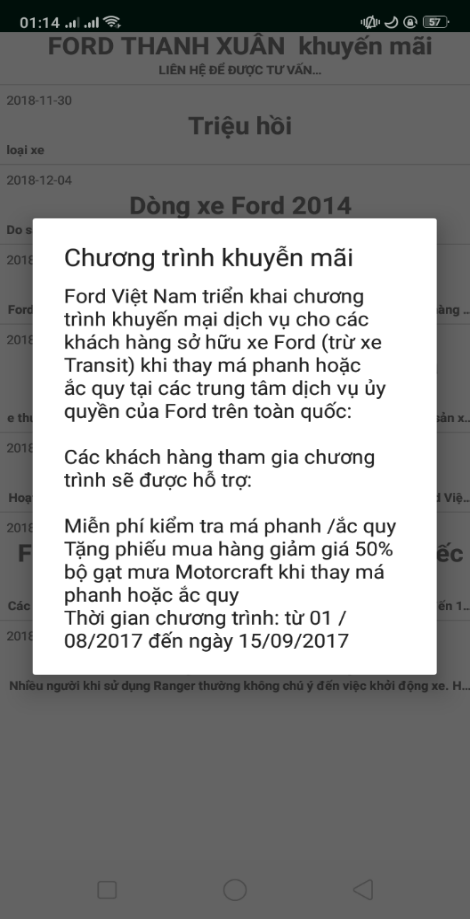 01:14
57
FORD THANH XUÂN khuyến mãi
LIÊN HỆ ĐỂ ĐƯỢC TƯ VẤN...
2018-11-30
Triệu hồi
loại xe
2018-12-04
Dòng xe Ford 2014
Do s
2018
Ford
àng ..
2018
e thu
sản x..
2018
Hoạ
d Việ..
2018
F
ếc
Các
ến 1..
2018
Chương trình khuyễn mãi
Ford Việt Nam triển khai chương
trình khuyến mại dịch vụ cho các
khách hàng sở hữu xe Ford (trừ xe
Transit) khi thay má phanh hoặc
ắc quy tại các trung tâm dịch vụ ủy
quyền của Ford trên toàn quốc:
Các khách hàng tham gia chương
trình sẽ được hỗ trợ:
Miễn phí kiểm tra má phanh /ắc quy
Tặng phiếu mua hàng giảm giá 50%
bộ gạt mưa Motorcraft khi thay má
phanh hoặc ắc quy
Thời gian chương trình: từ 01 /
08/2017 đến ngày 15/09/2017
Nhiều người khi sử dụng Ranger thường không chú ý đến việc khởi động xe. H...